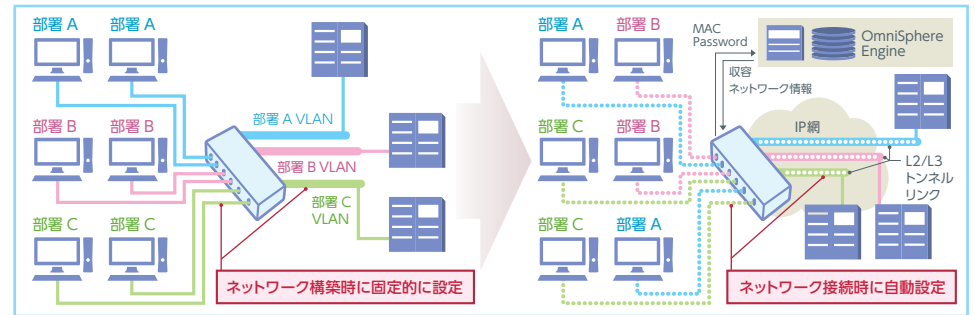 部署 A
部署 A
部署 B
部署 B
部署 C
部署 C
部署 A VLAN
部署 B VLAN
部署 C
VLAN
ネットワーク構築時に固定的に設定
部署 A
部署 B
部署 C
部署 B
部署 C
部署 A
MAC
Password
収容
ネットワーク情報
OmniSphere
Engine
IP網
L2/L3
トンネル
リンク
ネットワーク接続時に自動設定